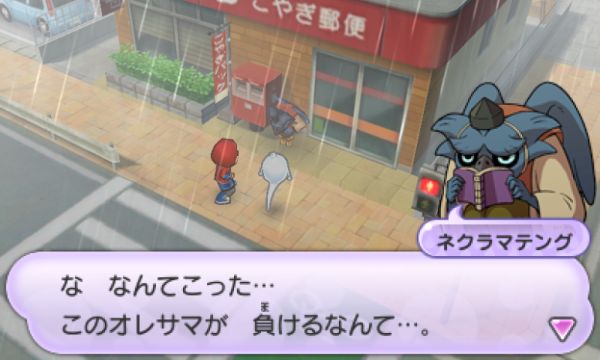 こやぎ郵便
ネクラマテング
な　なんてこった…
このオレサマが　負けるなんて…。
ま